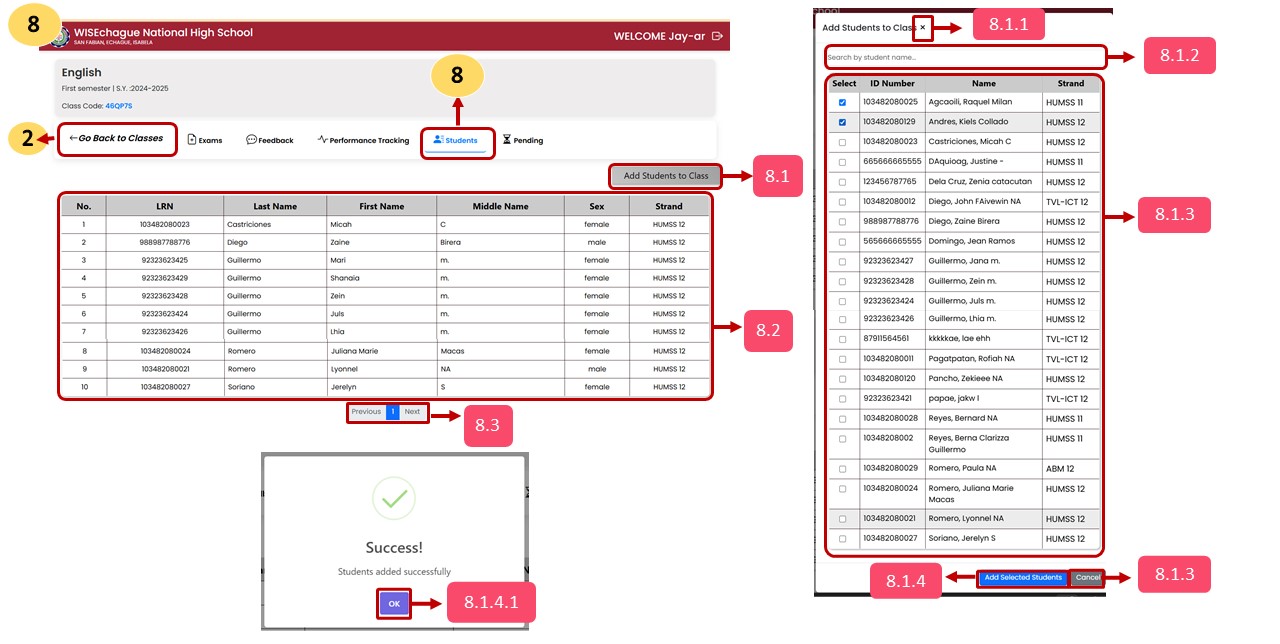 8
WISEchague National High School
SAN FABIAN, ECHAGUE, ISABELA
WELCOME Jay-ar
English
First semester | S.Y. :2024-2025
Class Code: 46QP7S
8
2
←Go Back to Classes
Exams
Feedback
Performance Tracking
Students
Pending
Add Students to Class
8.1
No. LRN Last Name First Name Middle Name Sex Strand
1 103482080023 Castriciones Micah C female HUMSS 12
2 988987788776 Diego Zaine Birera male HUMSS 12
3 92323623425 Guillermo Mari m. female HUMSS 12
4 92323623429 Guillermo Shanaia m. female HUMSS 12
5 92323623428 Guillermo Zein m. female HUMSS 12
6 92323623424 Guillermo Juls m. female HUMSS 12
7 92323623426 Guillermo Lhia m. female HUMSS 12
8 103482080024 Romero Juliana Marie Macas female HUMSS 12
9 103482080021 Romero Lyonnel NA male HUMSS 12
10 103482080027 Soriano Jerelyn S female HUMSS 12
8.2
Previous 1 Next
8.3
Success!
Students added successfully
OK
8.1.4.1
Add Students to Class ×
8.1.1
Search by student name...
8.1.2
Select ID Number Name Strand
103482080025 Agcaoili, Raquel Milan HUMSS 11
103482080129 Andres, Kiels Collado HUMSS 12
103482080023 Castriciones, Micah C HUMSS 12
665666665555 DAquioag, Justine - HUMSS 11
123456787765 Dela Cruz, Zenia catacutan HUMSS 12
103482080012 Diego, John FAivewin NA TVL-ICT 12
988987788776 Diego, Zaine Birera HUMSS 12
565666665555 Domingo, Jean Ramos HUMSS 12
92323623427 Guillermo, Jana m. HUMSS 12
92323623428 Guillermo, Zein m. HUMSS 12
92323623424 Guillermo, Juls m. HUMSS 12
92323623426 Guillermo, Lhia m. HUMSS 12
87911564561 kkkkkae, lae ehh TVL-ICT 12
103482080011 Pagatpatan, Rofiah NA TVL-ICT 12
103482080120 Pancho, Zekieee NA HUMSS 12
92323623421 papae, jakw l TVL-ICT 12
103482080028 Reyes, Bernard NA HUMSS 11
103482080002 Reyes, Berna Clarizza HUMSS 11
Guillermo
103482080029 Romero, Paula NA ABM 12
103482080024 Romero, Juliana Marie HUMSS 12
Macas
103482080021 Romero, Lyonnel NA HUMSS 12
103482080027 Soriano, Jerelyn S HUMSS 12
8.1.3
8.1.4
Add Selected Students
Cancel
8.1.3